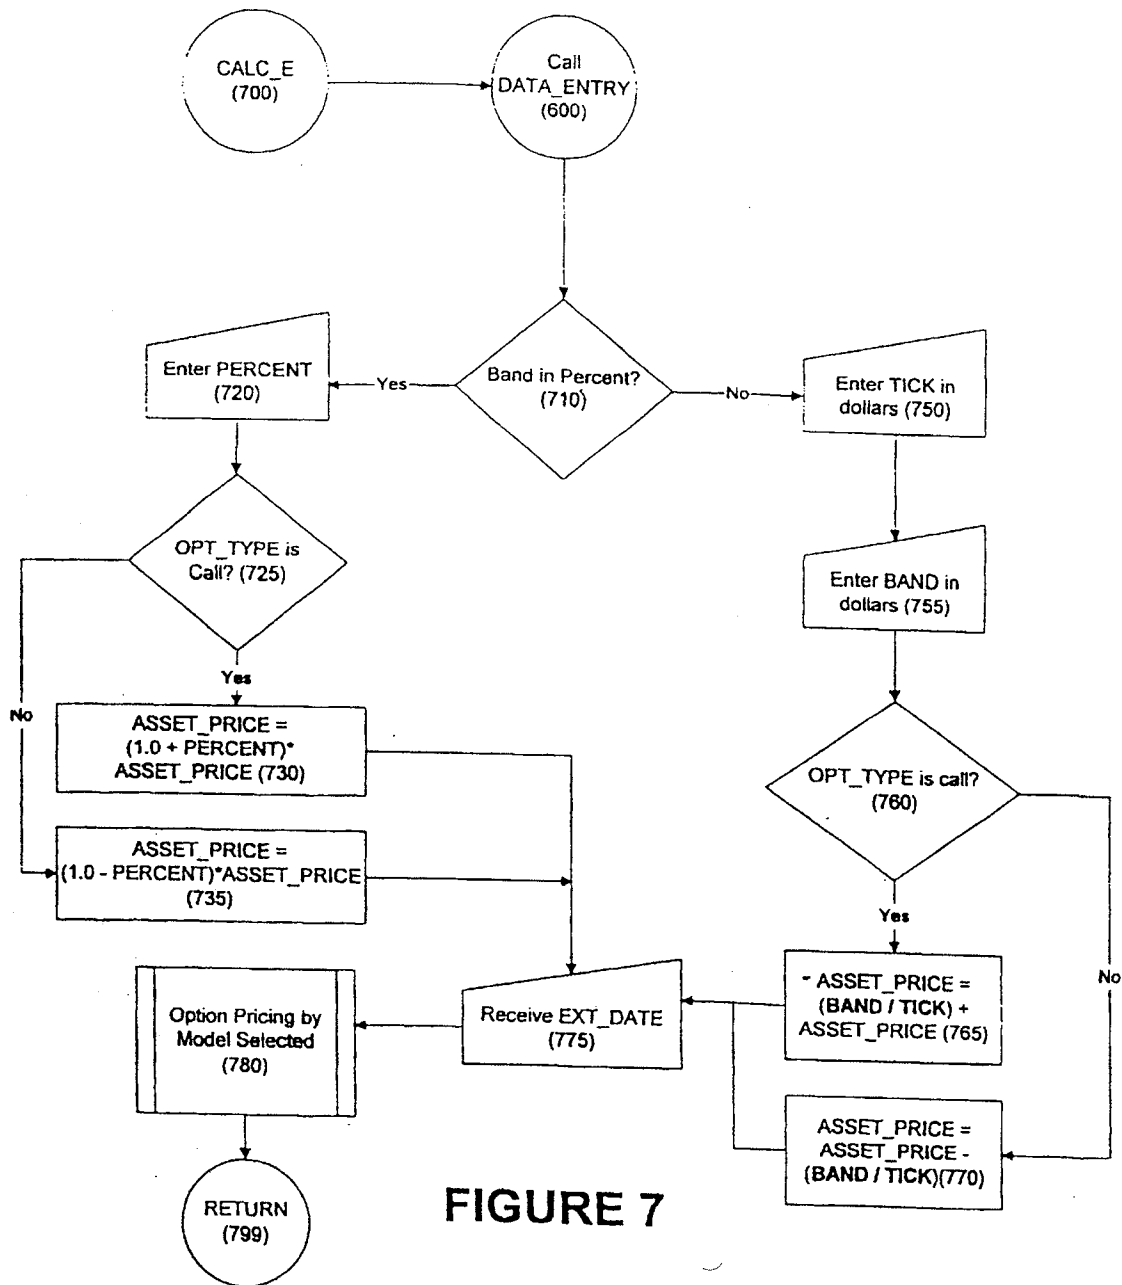 CALC_E
(700)
Call
DATA_ENTRY
(600)
Band in Percent?
(710)
Yes
No
Enter PERCENT
(720)
Enter TICK in
dollars (750)
OPT_TYPE is
Call? (725)
Enter BAND in
dollars (755)
Yes
No
ASSET_PRICE =
(1.0 + PERCENT)*
ASSET_PRICE (730)
OPT_TYPE is call?
(760)
ASSET_PRICE =
(1.0 - PERCENT)*ASSET_PRICE
(735)
Yes
No
ASSET_PRICE =
(BAND / TICK) +
ASSET_PRICE (765)
Receive EXT_DATE
(775)
Option Pricing by
Model Selected
(780)
ASSET_PRICE =
ASSET_PRICE -
(BAND / TICK)(770)
RETURN
(799)
FIGURE 7